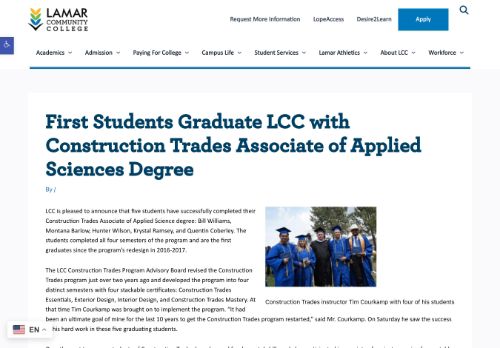 LAMAR
COMMUNITY
COLLEGE
Request More Information
LopeAccess
Desire2Learn
Apply
Academics
Admission
Paying For College
Campus Life
Student Services
Lamar Athletics
About LCC
Workforce
First Students Graduate LCC with
Construction Trades Associate of Applied
Sciences Degree
By /
LCC is pleased to announce that five students have successfully completed their
Construction Trades Associate of Applied Science degree: Bill Williams,
Montana Barlow, Hunter Wilson, Krystal Ramsey, and Quentin Coberley. The
students completed all four semesters of the program and are the first
graduates since the program's redesign in 2016-2017.
Construction Trades instructor Tim Courkamp with four of his students
The LCC Construction Trades Program Advisory Board revised the Construction
Trades program just over two years ago and developed the program into four
distinct semesters with four stackable certificates: Construction Trades
Essentials, Exterior Design, Interior Design, and Construction Trades Mastery. At
that time Tim Courkamp was brought on to implement the program. "It had
been an ultimate goal of mine for the last 10 years to get the Construction Trades program restarted," said Mr. Courkamp. On Saturday he saw the success
his hard work in these five graduating students.
EN